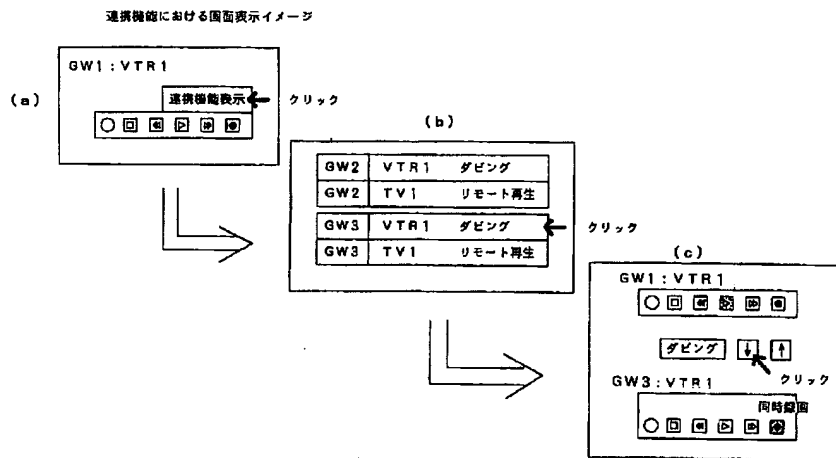 連携機能における画面表示イメージ
(a)
GW1:VTR1
連携機能表示
クリック
(b)
GW2 VTR1 ダビング
GW2 TV1 リモート再生
GW3 VTR1 ダビング
GW3 TV1 リモート再生
クリック
(c)
GW1:VTR1
ダビング ↓ ↑
クリック
GW3:VTR1
同時録画